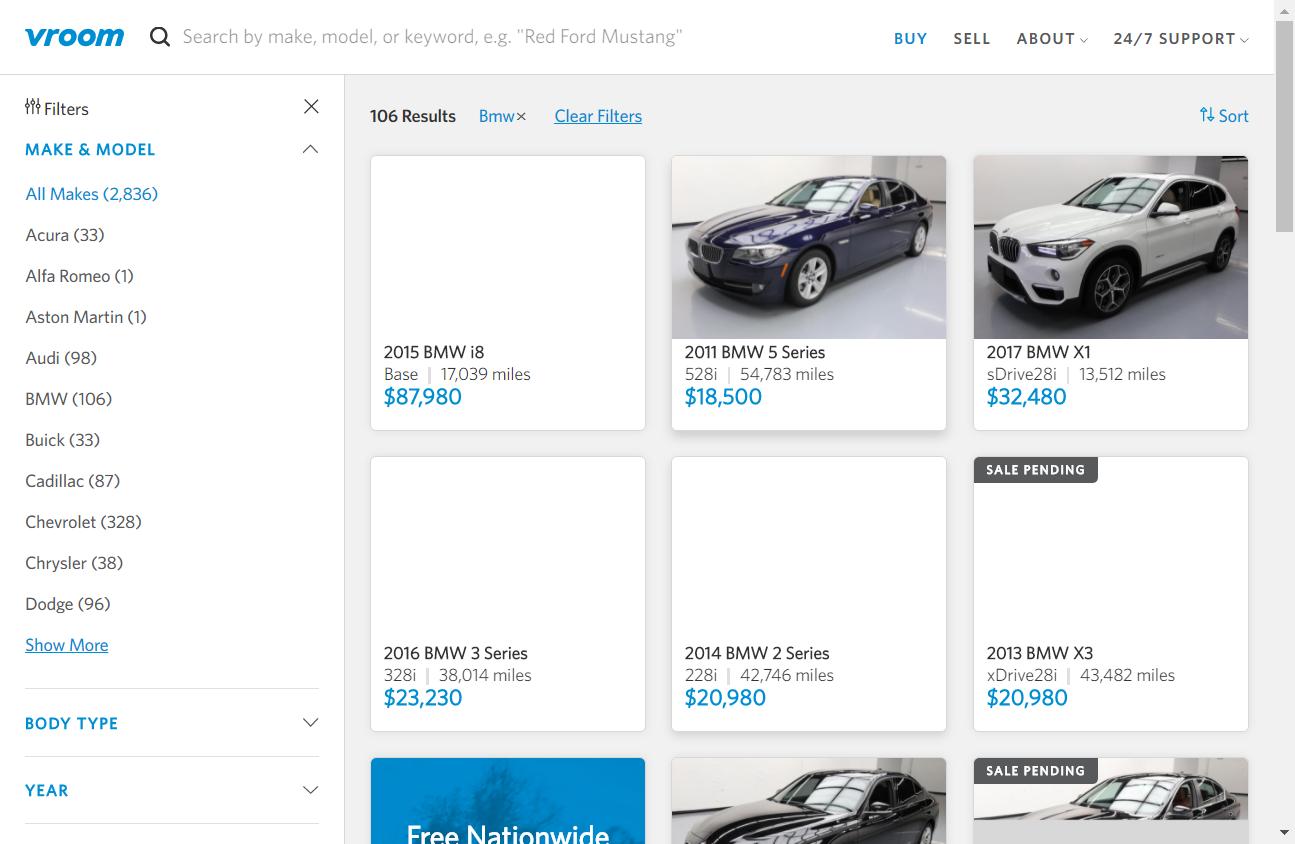 vroom
Search by make, model, or keyword, e.g. "Red Ford Mustang"
BUY
SELL
ABOUT
24/7 SUPPORT
Filters
MAKE & MODEL
All Makes (2,836)
Acura (33)
Alfa Romeo (1)
Aston Martin (1)
Audi (98)
BMW (106)
Buick (33)
Cadillac (87)
Chevrolet (328)
Chrysler (38)
Dodge (96)
Show More
BODY TYPE
YEAR
106 Results
Bmw×
Clear Filters
Sort
2015 BMW i8
Base | 17,039 miles
$87,980
2011 BMW 5 Series
528i | 54,783 miles
$18,500
2017 BMW X1
sDrive28i | 13,512 miles
$32,480
2016 BMW 3 Series
328i | 38,014 miles
$23,230
2014 BMW 2 Series
228i | 42,746 miles
$20,980
SALE PENDING
2013 BMW X3
xDrive28i | 43,482 miles
$20,980
Free Nationwide
SALE PENDING